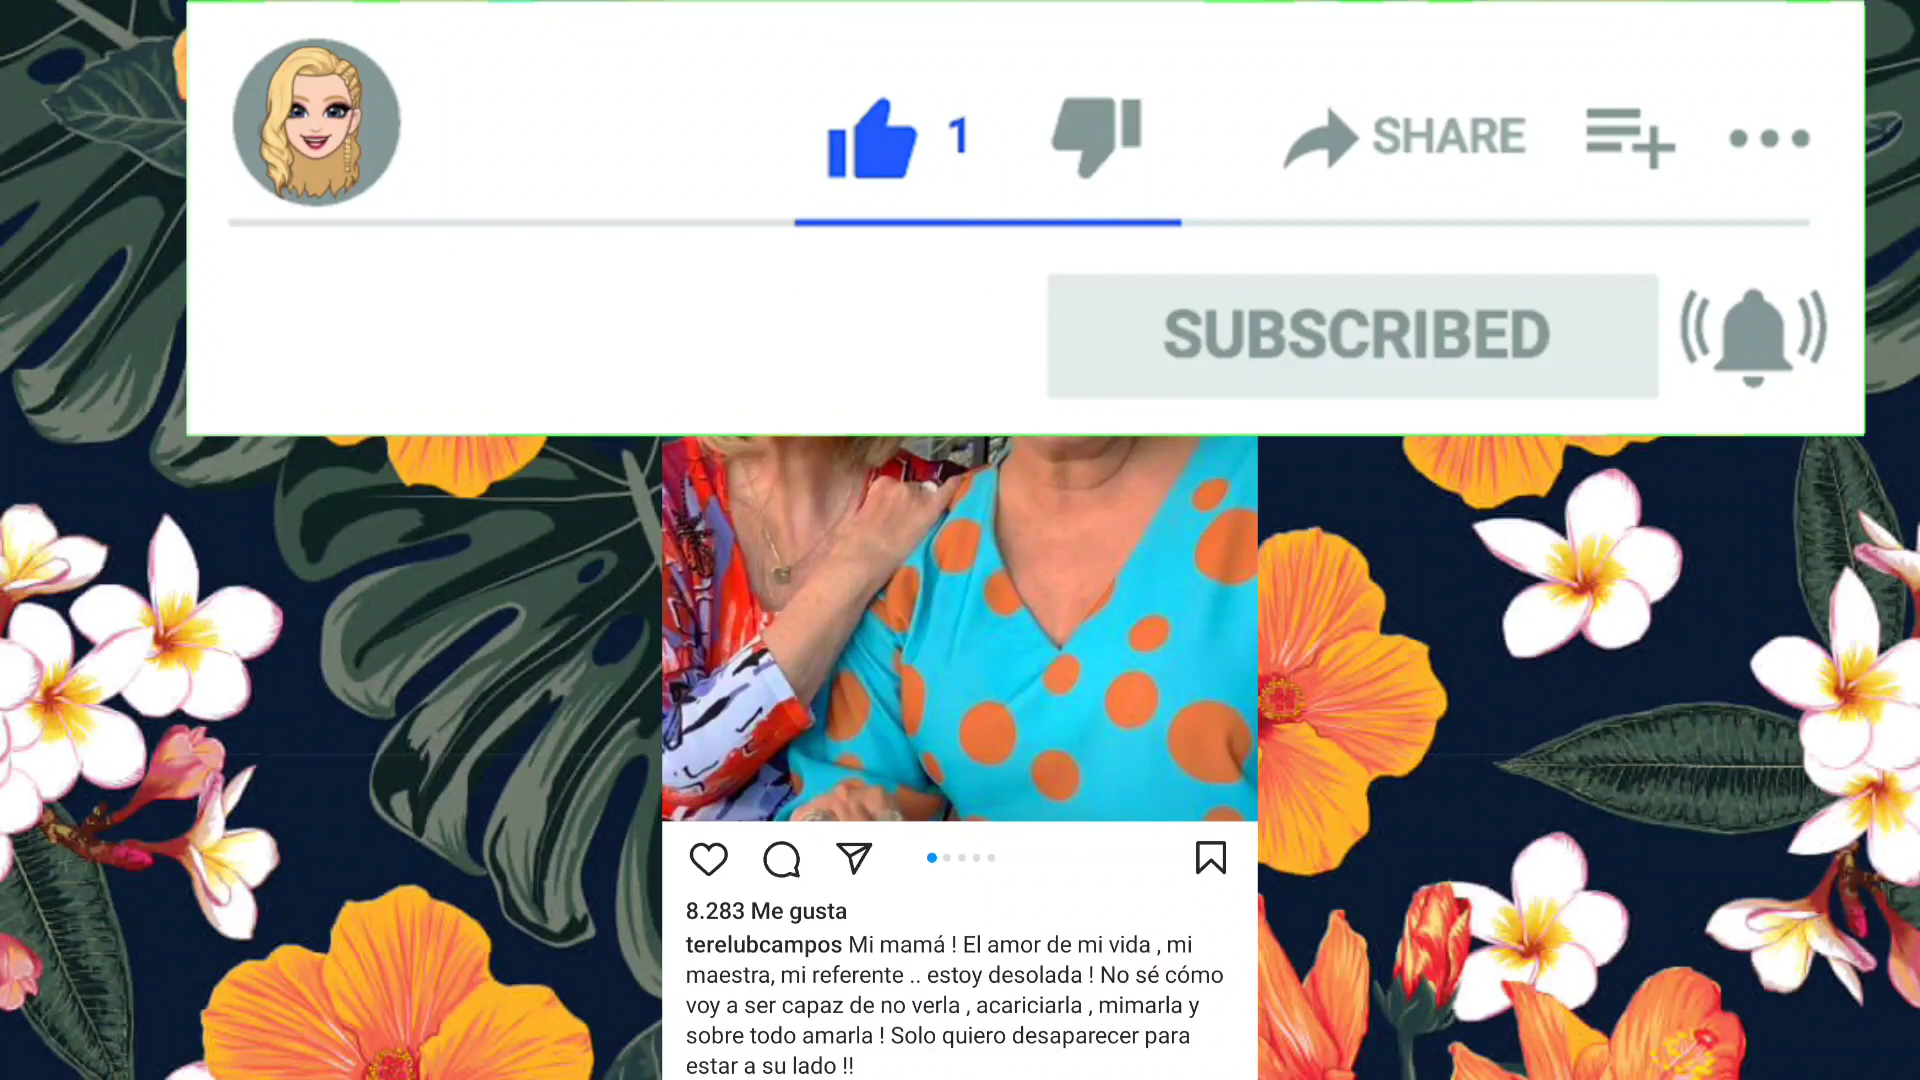 1
SHARE
SUBSCRIBED
8.283 Me gusta
terelubcampos Mi mamá ! El amor de mi vida , mi
maestra, mi referente .. estoy desolada ! No sé cómo
voy a ser capaz de no verla , acariciarla , mimarla y
sobre todo amarla ! Solo quiero desaparecer para
estar a su lado !!